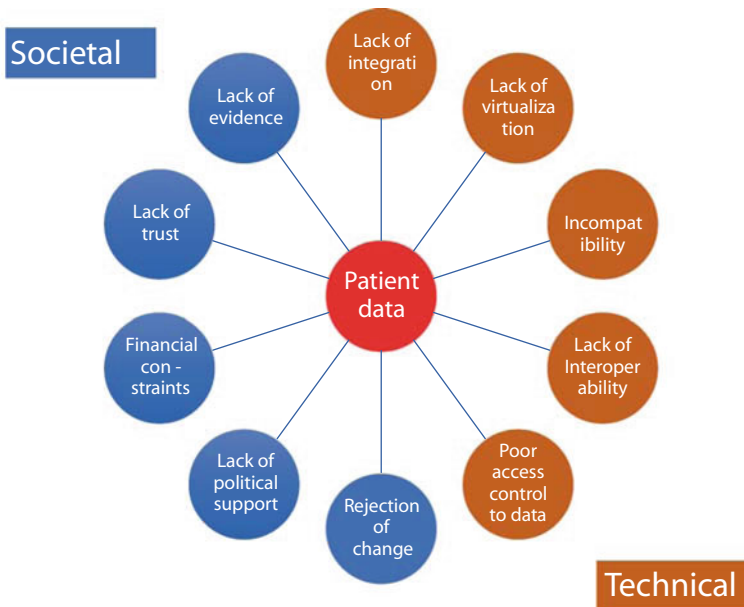 Societal
Lack of
integrati
on
Lack of
virtualiza
tion
Lack of
evidence
Lack of
trust
Incompat
ibility
Patient
data
Financial
con -
straints
Lack of
Interoper
ability
Lack of
political
support
Rejection
of
change
Poor
access
control
to data
Technical